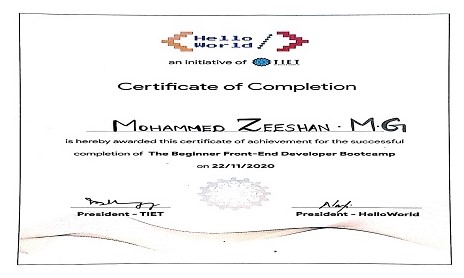 Hello
World />
an initiative of TIET
Certificate of Completion
MOHAMMED ZEESHAN. M.G
is hereby awarded this certificate of achievement for the successful
completion of The Beginner Front-End Developer Bootcamp
on 22/11/2020
President - TIET President - HelloWorld